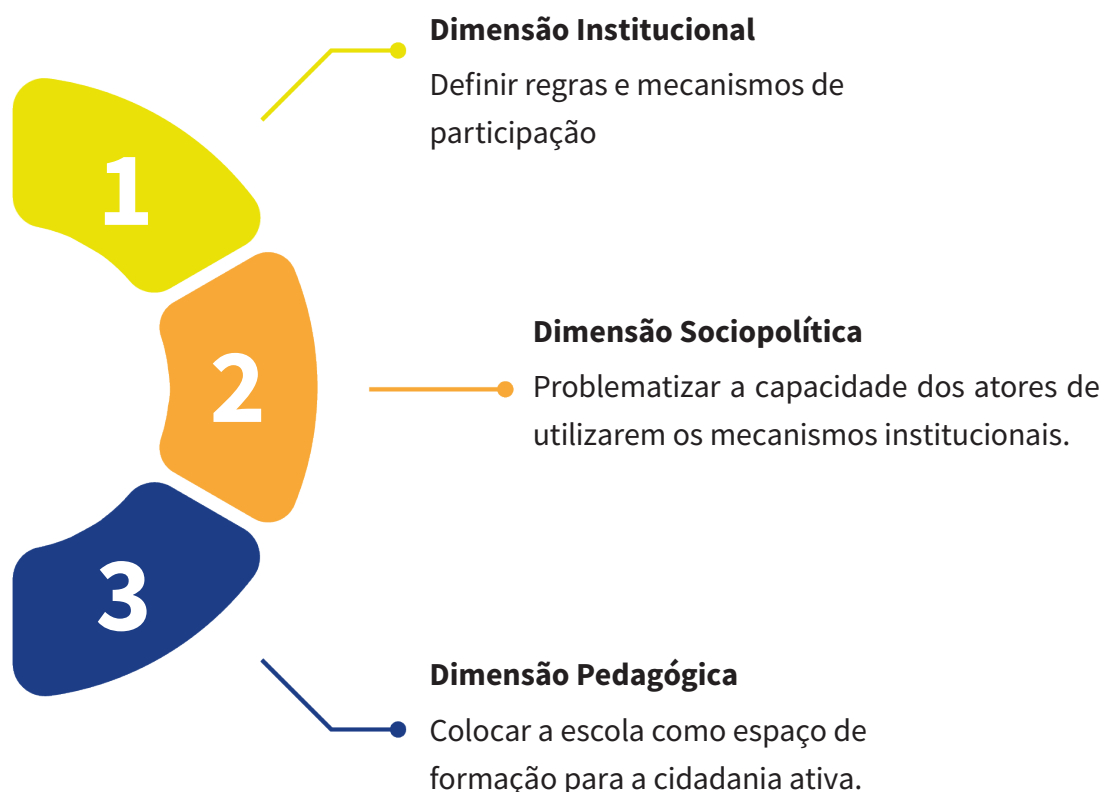 1
Dimensão Institucional
Definir regras e mecanismos de
participação
2
Dimensão Sociopolítica
Problematizar a capacidade dos atores de
utilizarem os mecanismos institucionais.
3
Dimensão Pedagógica
Colocar a escola como espaço de
formação para a cidadania ativa.